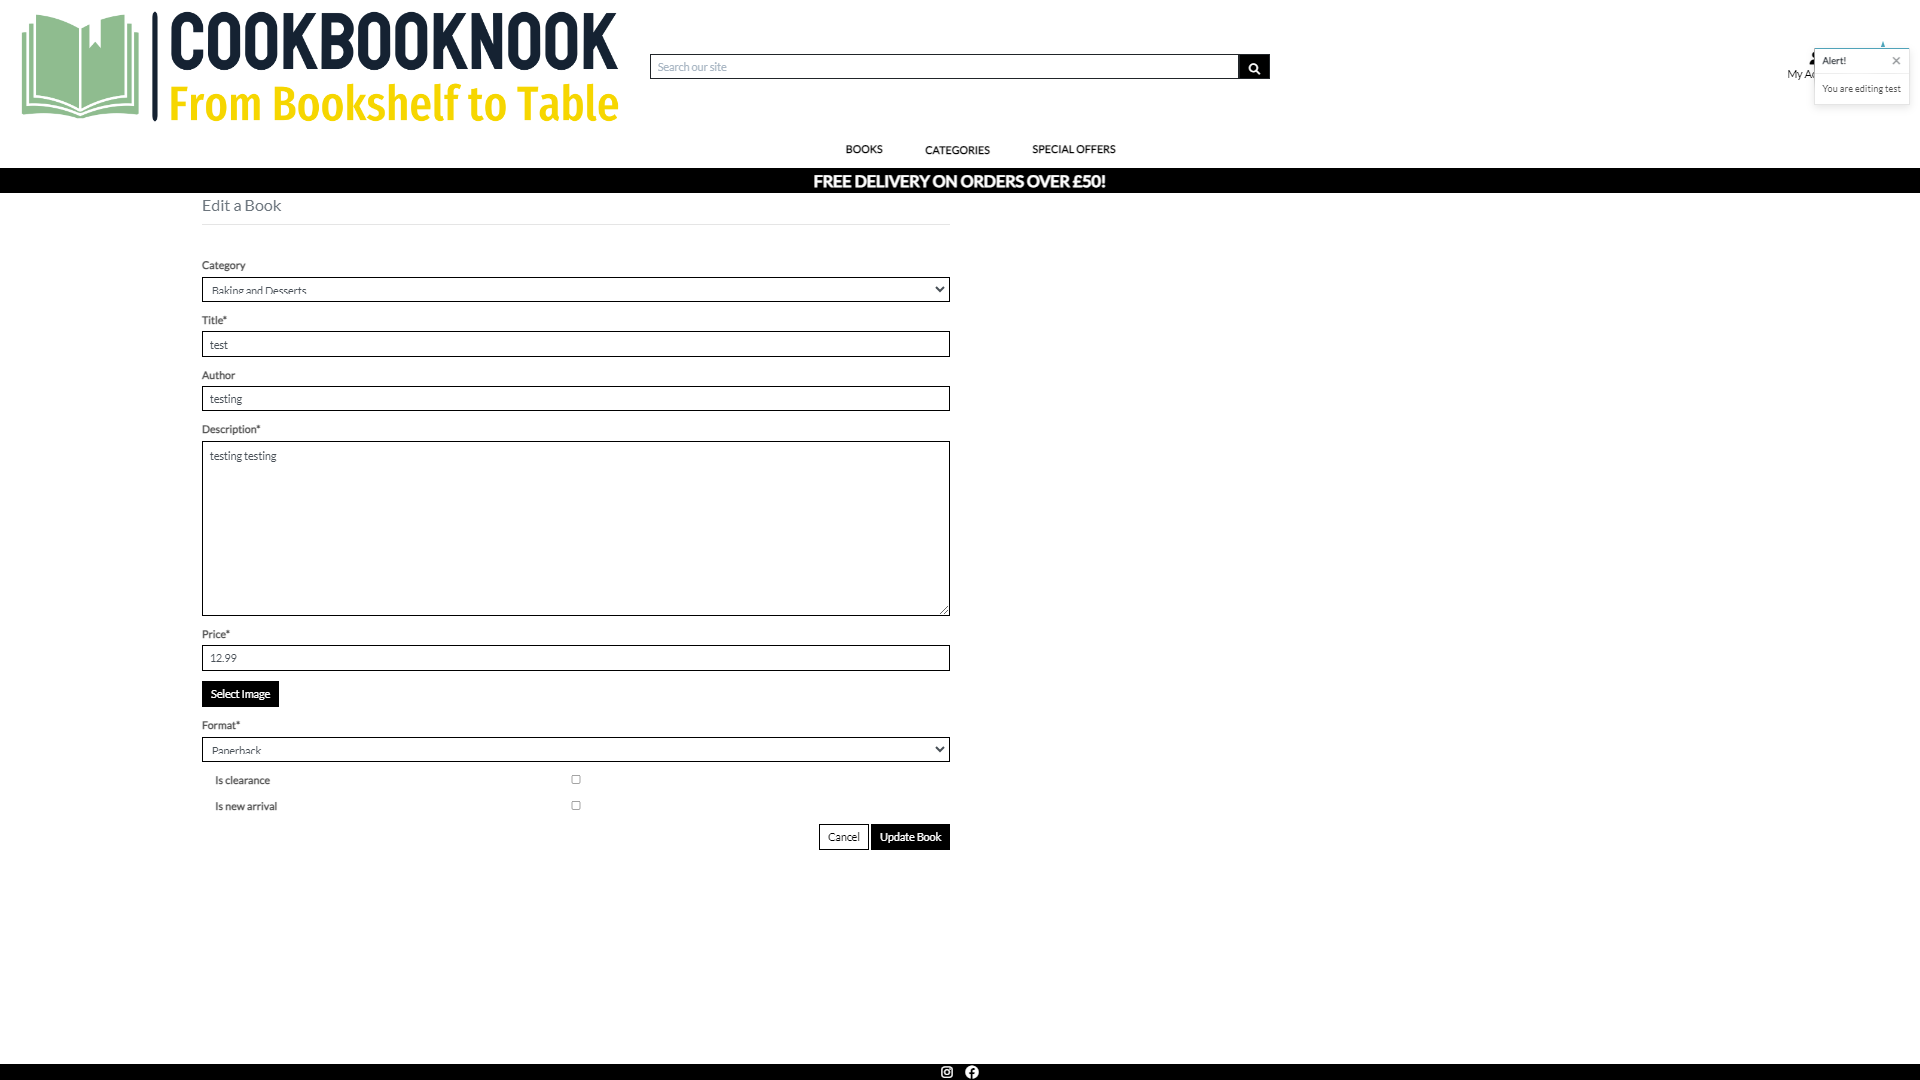 COOKBOOKNOOK
From Bookshelf to Table
Search our site
My Ac
Alert!
You are editing test
BOOKS
CATEGORIES
SPECIAL OFFERS
FREE DELIVERY ON ORDERS OVER £50!
Edit a Book
Category
Baking and Desserts
Title*
test
Author
testing
Description*
testing testing
Price*
12.99
Select Image
Format*
Paperback
Is clearance
Is new arrival
Cancel
Update Book